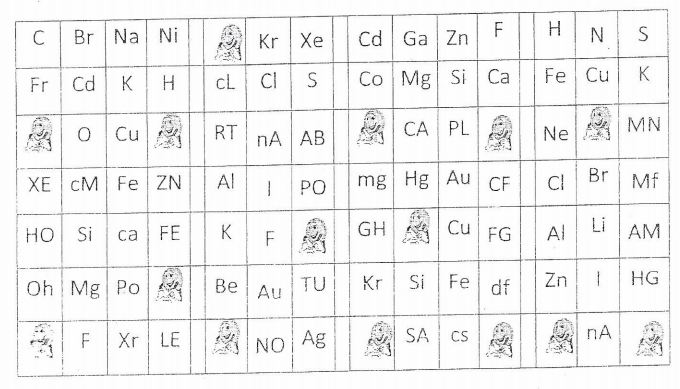 C Br Na Ni Kr Xe Cd Ga Zn F H N S
Fr Cd K H cL Cl S Co Mg Si Ca Fe Cu K
O Cu RT nA AB CA PL Ne MN
XE cM Fe ZN Al I PO mg Hg Au CF Cl Br Mf
HO Si ca FE K F GH Cu FG Al Li AM
Oh Mg Po Be Au TU Kr Si Fe df Zn I HG
F Xr LE NO Ag SA cs nA